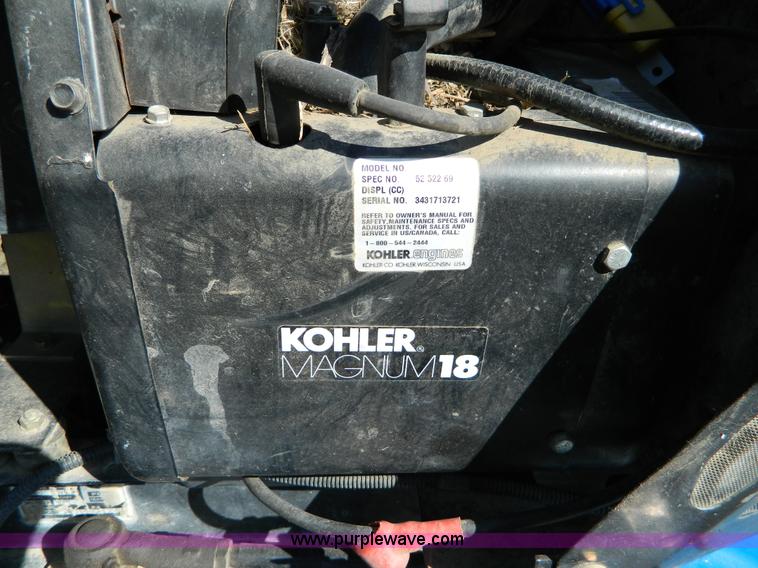 MODEL NO.
SPEC NO. 52 522 69
DISPL (CC)
SERIAL NO. 3431713721
REFER TO OWNER'S MANUAL FOR
SAFETY, MAINTENANCE SPECS AND
ADJUSTMENTS. FOR SALES AND
SERVICE IN US/CANADA, CALL:
1-800-544-2444
KOHLER engines
KOHLER CO. KOHLER, WISCONSIN USA
KOHLER®
MAGNUM 18
www.purplewave.com